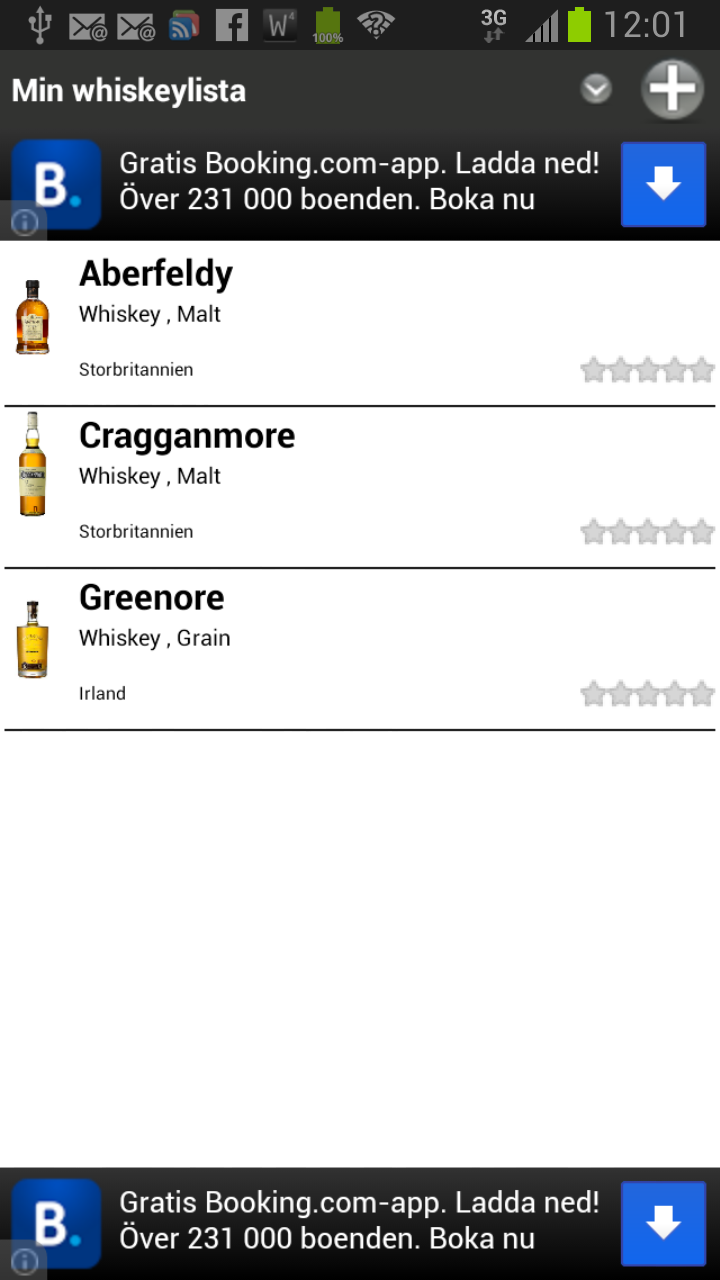 100%
3G
12:01
Min whiskeylista
B.
Gratis Booking.com-app. Ladda ned!
Över 231 000 boenden. Boka nu
Aberfeldy
Whiskey , Malt
Storbritannien
Cragganmore
Whiskey , Malt
Storbritannien
Greenore
Whiskey , Grain
Irland
B.
Gratis Booking.com-app. Ladda ned!
Över 231 000 boenden. Boka nu